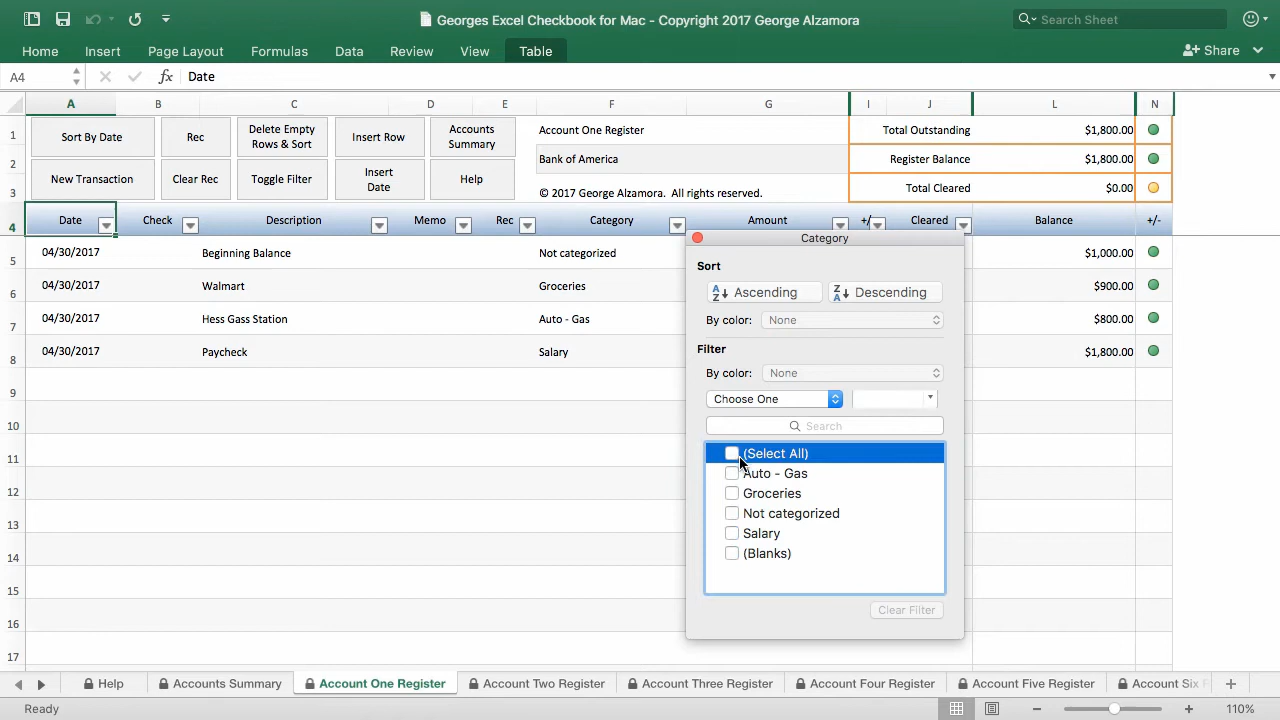 Georges Excel Checkbook for Mac - Copyright 2017 George Alzamora
Search Sheet
Home Insert Page Layout Formulas Data Review View Table
Share
A4
fx Date
A B C D E F G I J L N
1
2
3
4
Sort By Date
Rec
Delete Empty
Rows & Sort
Insert Row
Accounts
Summary
New Transaction
Clear Rec
Toggle Filter
Insert
Date
Help
Account One Register
Bank of America
© 2017 George Alzamora. All rights reserved.
Total Outstanding $1,800.00
Register Balance $1,800.00
Total Cleared $0.00
Date Check Description Memo Rec Category Amount +/ Cleared Balance +/-
5 04/30/2017 Beginning Balance Not categorized $1,000.00
6 04/30/2017 Walmart Groceries $900.00
7 04/30/2017 Hess Gass Station Auto - Gas $800.00
8 04/30/2017 Paycheck Salary $1,800.00
9
10
11
12
13
14
15
16
17
Category
Sort
A Z Ascending
Z A Descending
By color: None
Filter
By color: None
Choose One
Search
(Select All)
Auto - Gas
Groceries
Not categorized
Salary
(Blanks)
Clear Filter
Help Accounts Summary Account One Register Account Two Register Account Three Register Account Four Register Account Five Register Account Six
Ready
110%